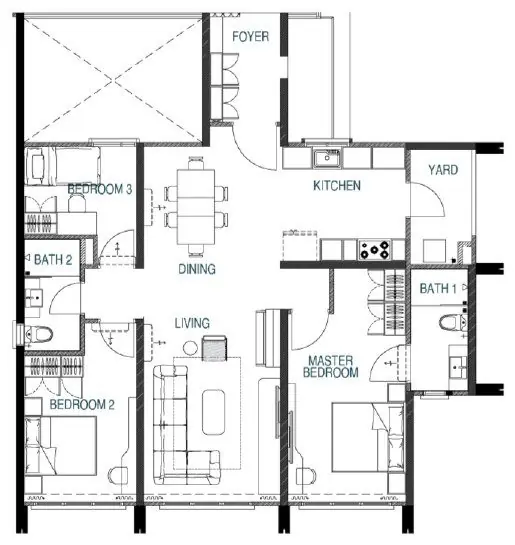 FOYER
BEDROOM 3
KITCHEN
YARD
BATH 2
DINING
BATH 1
LIVING
MASTER
BEDROOM
BEDROOM 2